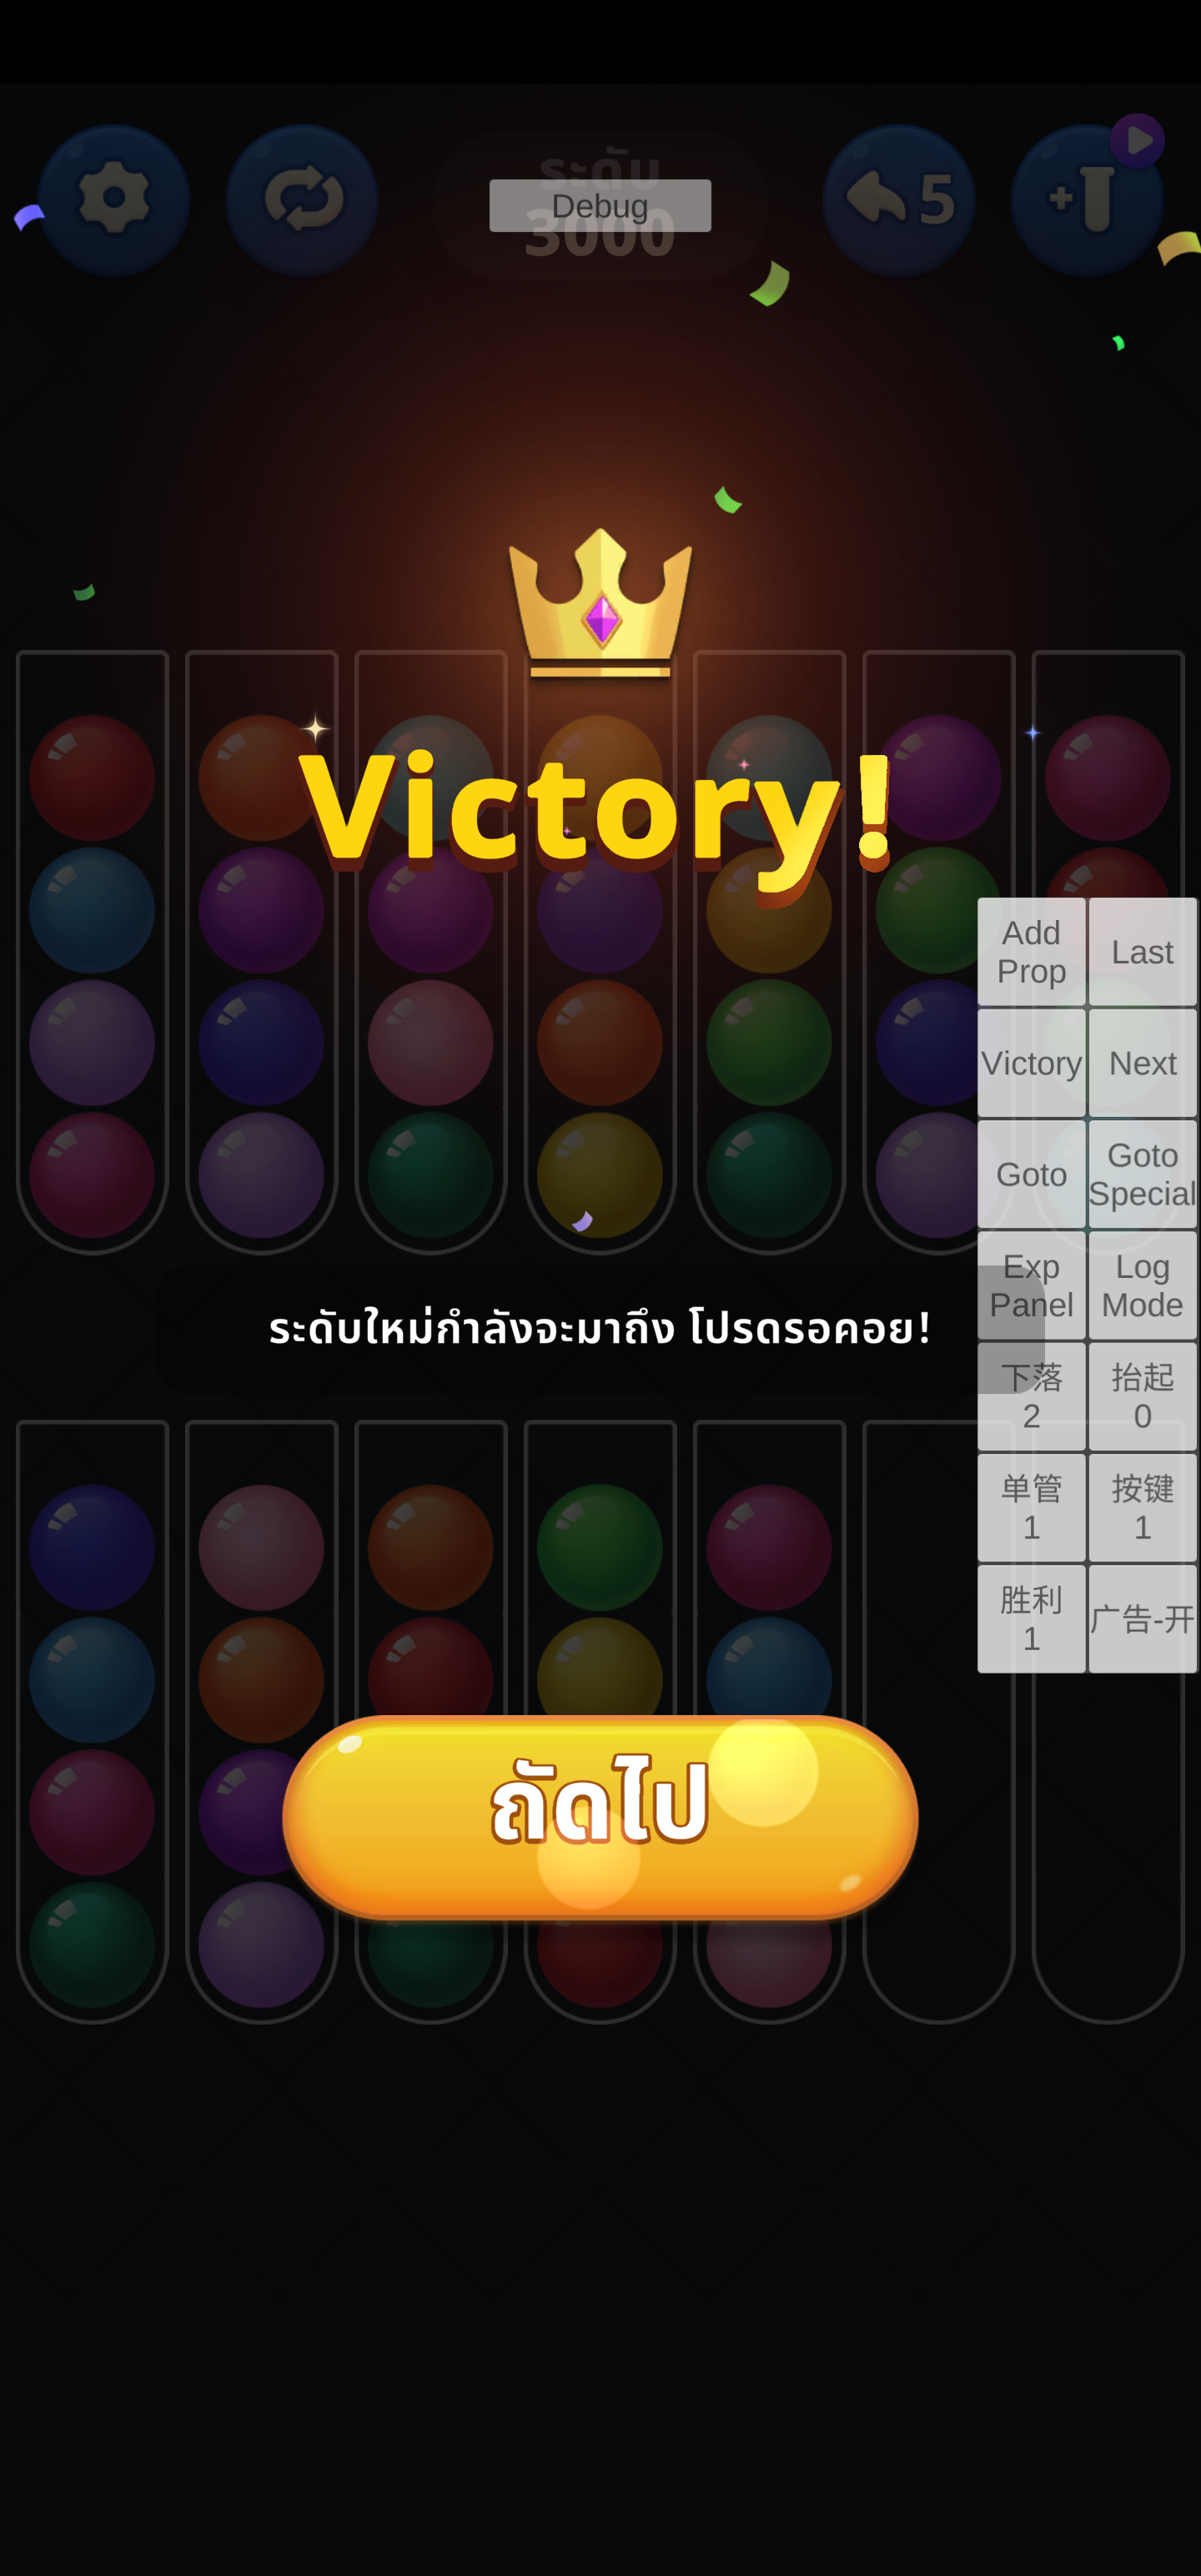 ระดับ
Debug
3000
5
+
Victory!
Add
Prop
Last
Victory
Next
Goto
Goto
Special
Exp
Panel
Log
Mode
ระดับใหม่กำลังจะมาถึง โปรดรอคอย!
下落
2
抬起
0
单管
1
按键
1
胜利
1
广告-开
ถัดไป